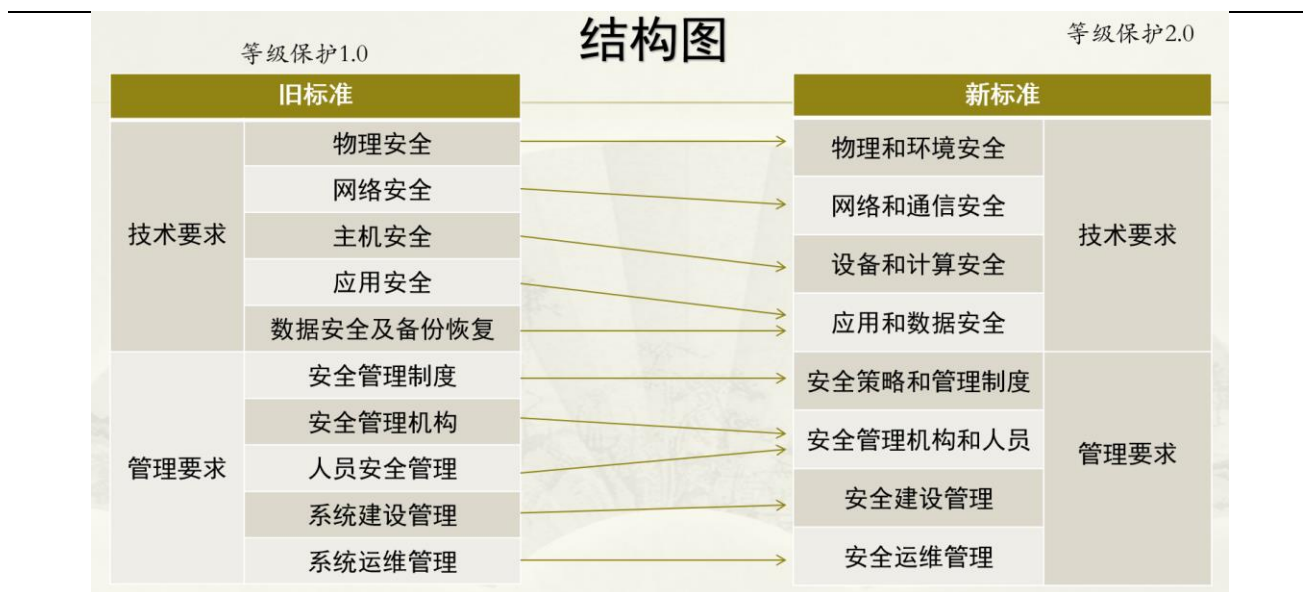 结构图
等级保护1.0
等级保护2.0
旧标准
新标准
技术要求
物理安全
网络安全
主机安全
应用安全
数据安全及备份恢复
管理要求
安全管理制度
安全管理机构
人员安全管理
系统建设管理
系统运维管理
物理和环境安全
网络和通信安全
设备和计算安全
应用和数据安全
技术要求
安全策略和管理制度
安全管理机构和人员
安全建设管理
安全运维管理
管理要求